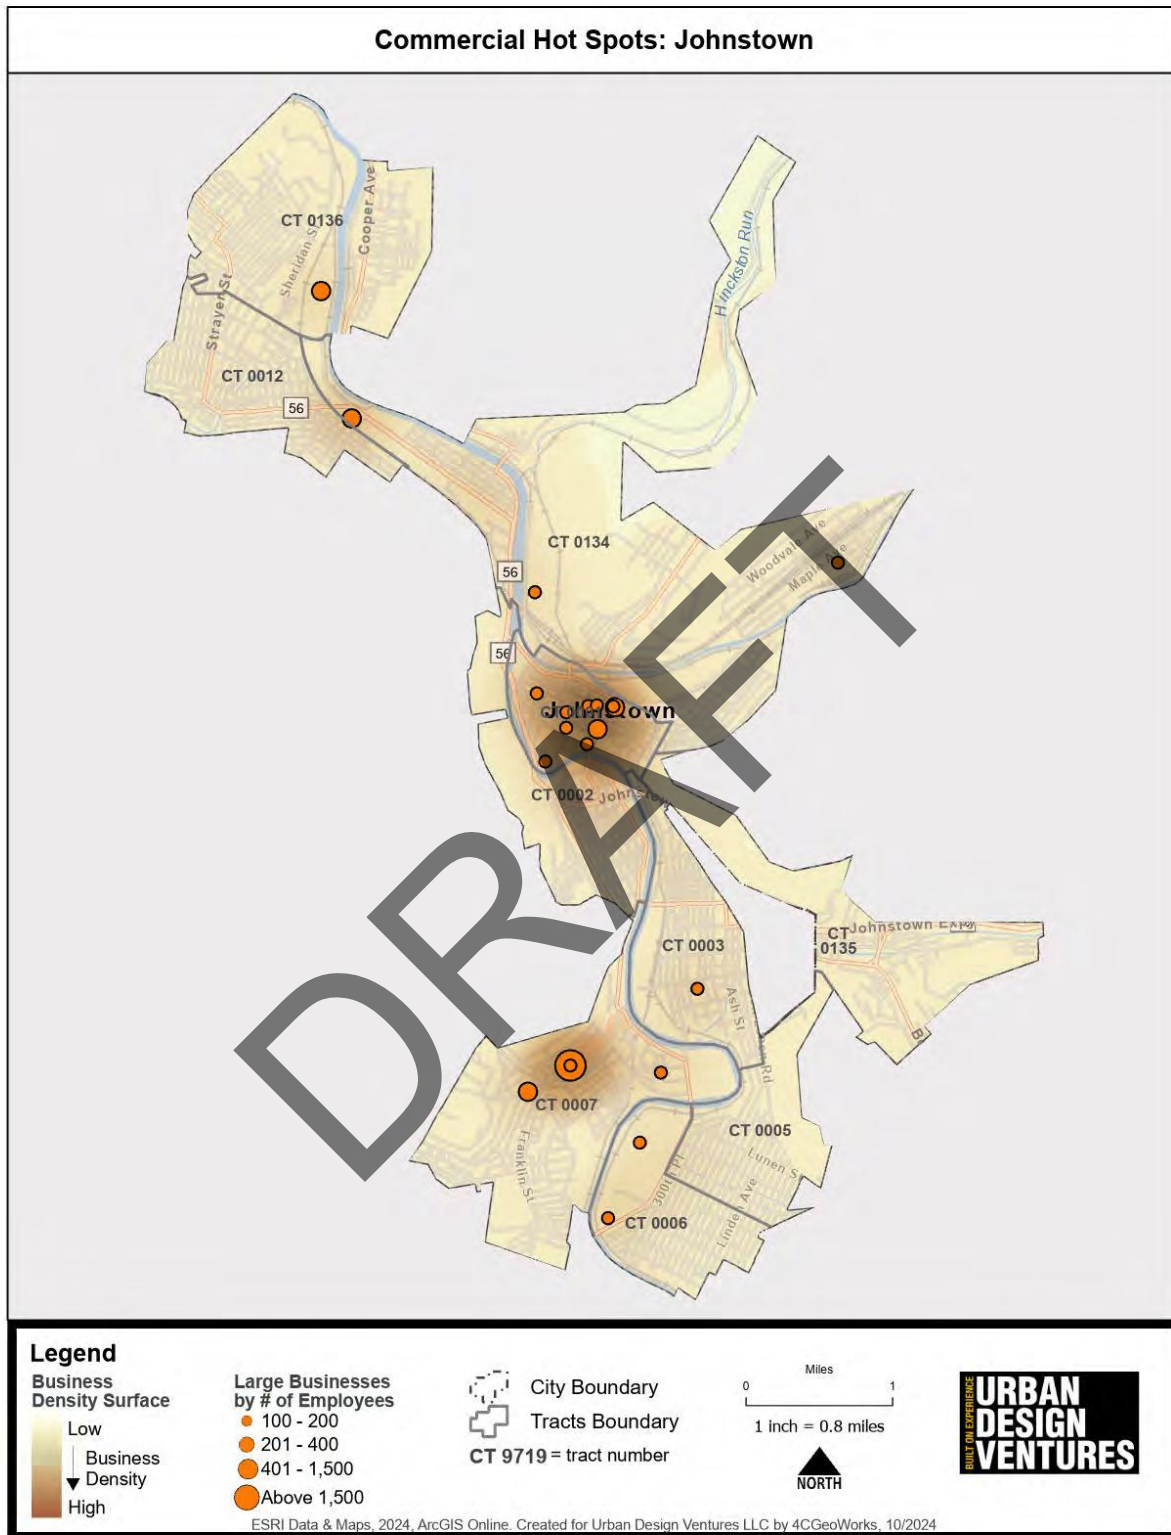 Commercial Hot Spots: Johnstown
Hinckston Run
Cooper Ave
CT 0136
Sheridan St
Strayer St
CT 0012
56
CT 0134
Woodvale Ave
Maple Ave
56
56
Johnstown
CT 0002
CT 0003
Ash St
CT
0135
Johnstown Expy
CT 0007
CT 0005
Franklin St
Linden Ave
CT 0006
DRAFT
Legend
Business
Density Surface
Low
Business
Density
High
Large Businesses
by # of Employees
100 - 200
201 - 400
401 - 1,500
Above 1,500
City Boundary
Tracts Boundary
CT 9719 = tract number
Miles
0 1
1 inch = 0.8 miles
NORTH
BUILT ON EXPERIENCE
URBAN
DESIGN
VENTURES
ESRI Data & Maps, 2024, ArcGIS Online. Created for Urban Design Ventures LLC by 4CGeoWorks, 10/2024